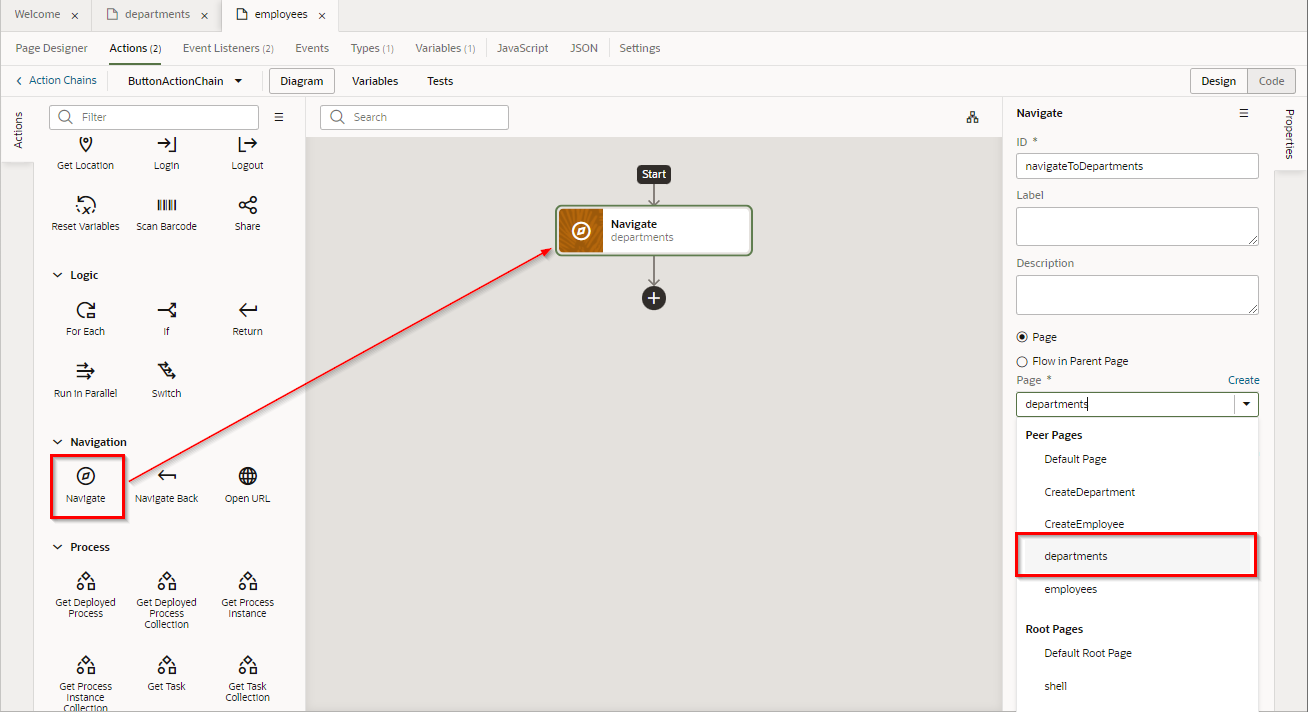 Welcome
departments
employees
Page Designer
Actions (2)
Event Listeners (2)
Events
Types (1)
Variables (1)
JavaScript
JSON
Settings
Action Chains
ButtonActionChain
Diagram
Variables
Tests
Design
Code
Actions
Filter
Get Location
Login
Logout
Reset Variables
Scan Barcode
Share
Logic
For Each
If
Return
Run in Parallel
Switch
Navigation
Navigate
Navigate Back
Open URL
Process
Get Deployed
Process
Get Deployed
Process
Collection
Get Process
Instance
Get Process
Instance
Collection
Get Task
Get Task
Collection
Search
Start
Navigate
departments
Navigate
Properties
ID *
navigateToDepartments
Label
Description
Page
Flow in Parent Page
Page *
Create
departments
Peer Pages
Default Page
CreateDepartment
CreateEmployee
departments
employees
Root Pages
Default Root Page
shell